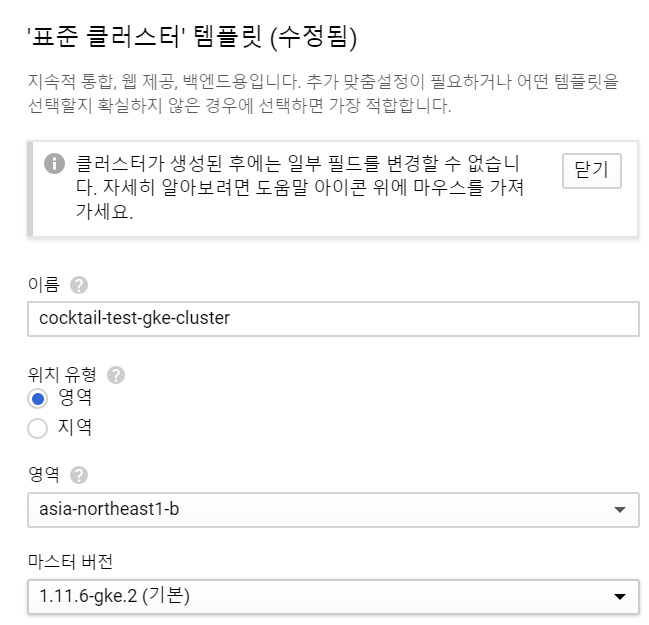 '표준 클러스터' 템플릿 (수정됨)
지속적 통합, 웹 제공, 백엔드용입니다. 추가 맞춤설정이 필요하거나 어떤 템플릿을
선택할지 확실하지 않은 경우에 선택하면 가장 적합합니다.
클러스터가 생성된 후에는 일부 필드를 변경할 수 없습니
다. 자세히 알아보려면 도움말 아이콘 위에 마우스를 가져
가세요.
닫기
이름
cocktail-test-gke-cluster
위치 유형
영역
지역
영역
asia-northeast1-b
마스터 버전
1.11.6-gke.2 (기본)